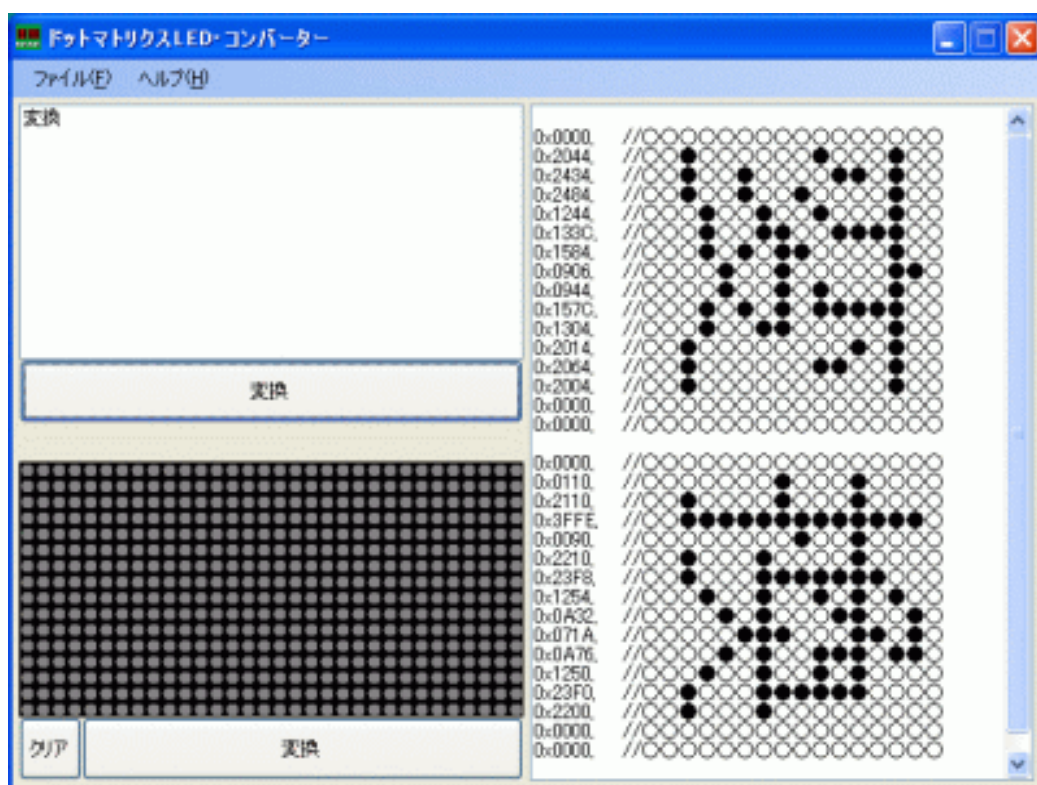 ドットマトリクスLED・コンバーター
ファイル(F) ヘルプ(H)
変換
変換
クリア
変換
0x0000, //○○○○○○○○○○○○○○○○
0x2044, //○○●○○○○○○●○○○●○○
0x2434, //○○●○○●○○○○●●○●○○
0x2484, //○○●○○●○○●○○○○●○○
0x1244, //○○○●○○●○○●○○○●○○
0x133C, //○○○●○○●●○○●●●●○○
0x1584, //○○○●○●○●●○○○○●○○
0x0906, //○○○○●○○●○○○○○●●○
0x0944, //○○○○●○○●○●○○○●○○
0x157C, //○○○●○●○●○●●●●●○○
0x1304, //○○○●○○●●○○○○○●○○
0x2014, //○○●○○○○○○○○●○●○○
0x2064, //○○●○○○○○○●●○○●○○
0x2004, //○○●○○○○○○○○○○●○○
0x0000, //○○○○○○○○○○○○○○○○
0x0000, //○○○○○○○○○○○○○○○○
0x0000, //○○○○○○○○○○○○○○○○
0x0110, //○○○○○○○●○○○●○○○○
0x2110, //○○●○○○○●○○○●○○○○
0x3FFE, //○○●●●●●●●●●●●●●○
0x0090, //○○○○○○○○●○○●○○○○
0x2210, //○○●○○○●○○○○●○○○○
0x23F8, //○○●○○○●●●●●●●○○○
0x1254, //○○○●○○●○○●○●○●○○
0x0A32, //○○○○●○●○○○●●○○●○
0x071A, //○○○○○●●●○○○●●○●○
0x0A76, //○○○○●○●○○●●●○●●○
0x1250, //○○○●○○●○○●○●○○○○
0x23F0, //○○●○○○●●●●●●○○○○
0x2200, //○○●○○○●○○○○○○○○○
0x0000, //○○○○○○○○○○○○○○○○
0x0000, //○○○○○○○○○○○○○○○○